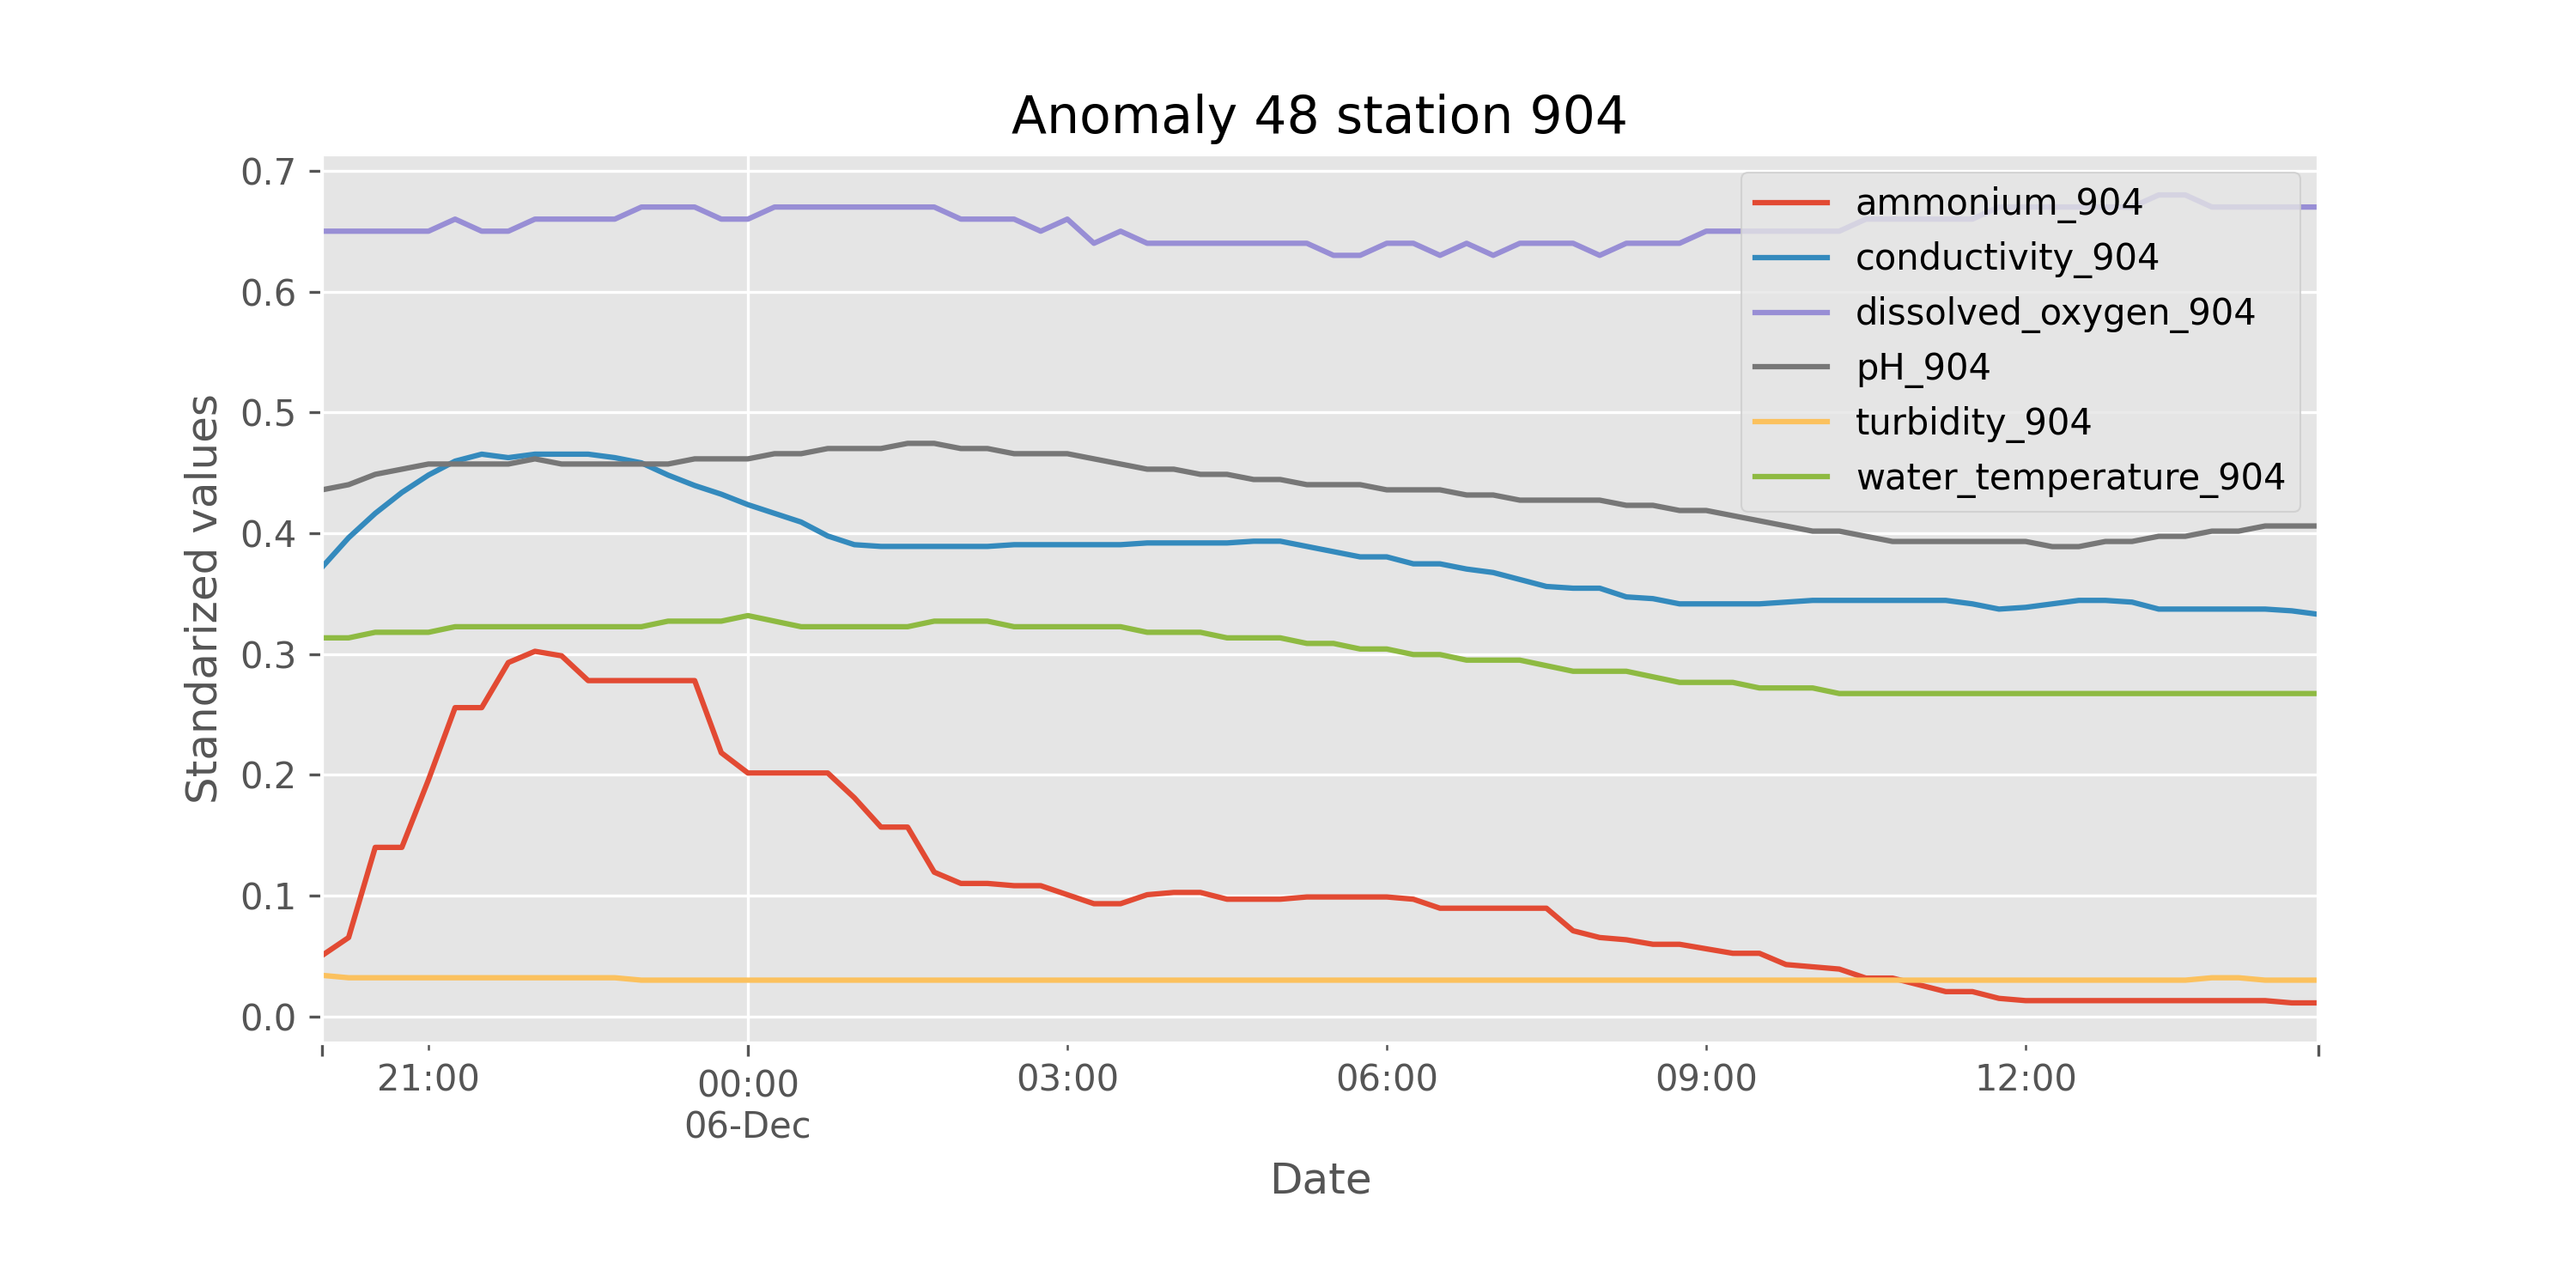 Anomaly 48 station 904
0.7
0.6
0.5
0.4
0.3
0.2
0.1
0.0
Standarized values
ammonium_904
conductivity_904
dissolved_oxygen_904
pH_904
turbidity_904
water_temperature_904
21:00
00:00
06-Dec
03:00
06:00
09:00
12:00
Date